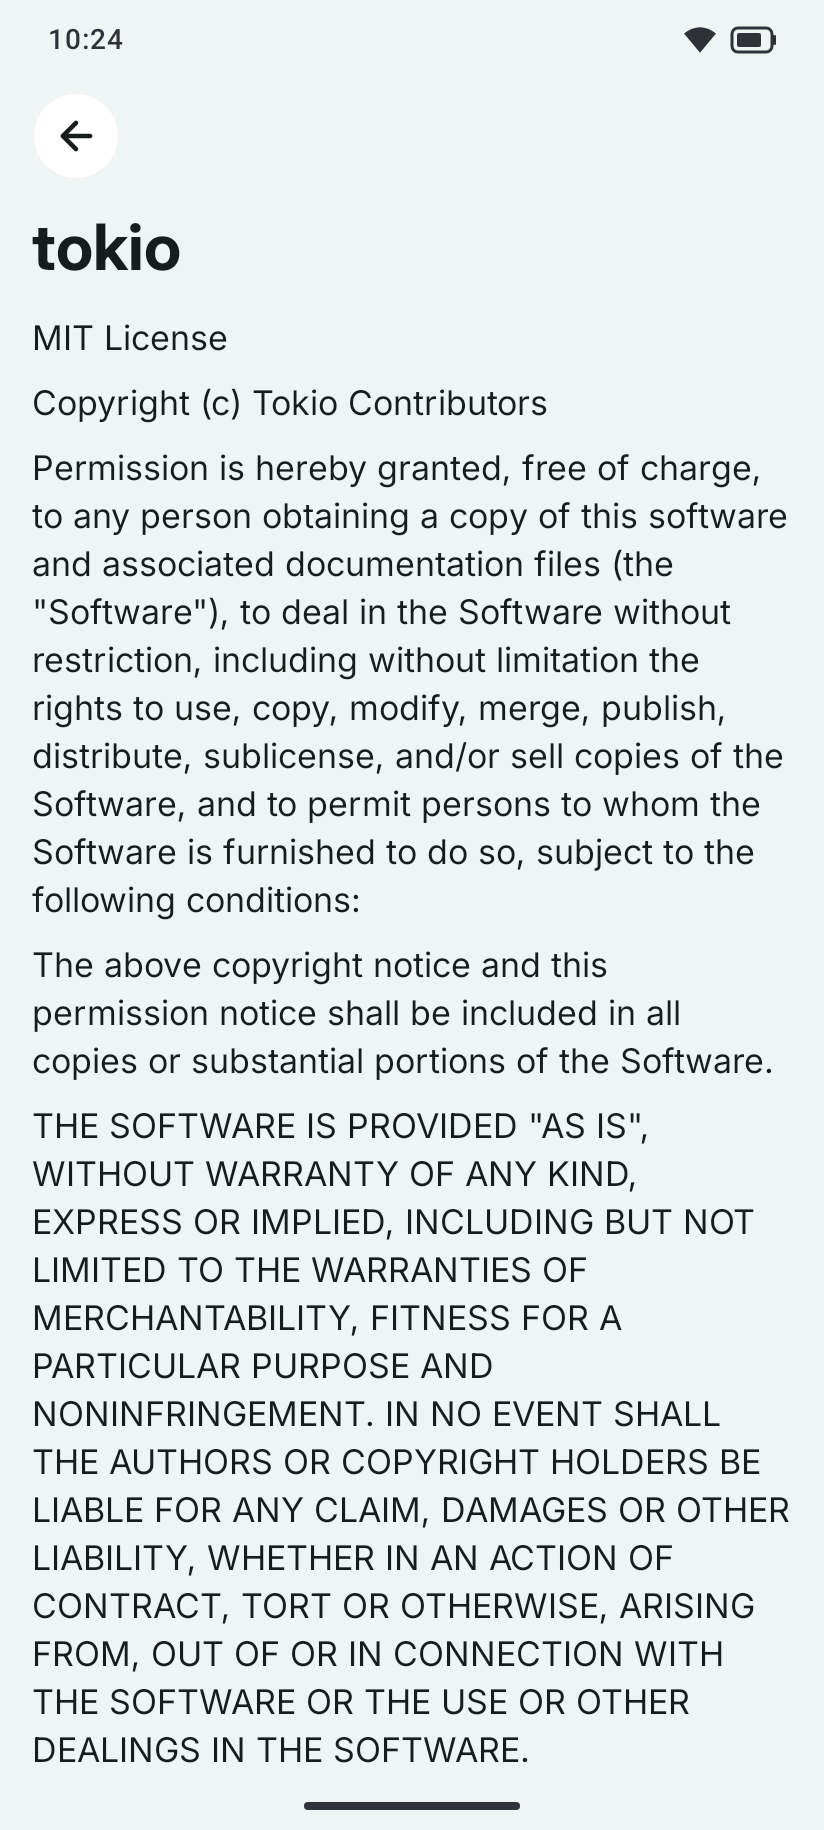 10:24
tokio
MIT License
Copyright (c) Tokio Contributors
Permission is hereby granted, free of charge,
to any person obtaining a copy of this software
and associated documentation files (the
"Software"), to deal in the Software without
restriction, including without limitation the
rights to use, copy, modify, merge, publish,
distribute, sublicense, and/or sell copies of the
Software, and to permit persons to whom the
Software is furnished to do so, subject to the
following conditions:
The above copyright notice and this
permission notice shall be included in all
copies or substantial portions of the Software.
THE SOFTWARE IS PROVIDED "AS IS",
WITHOUT WARRANTY OF ANY KIND,
EXPRESS OR IMPLIED, INCLUDING BUT NOT
LIMITED TO THE WARRANTIES OF
MERCHANTABILITY, FITNESS FOR A
PARTICULAR PURPOSE AND
NONINFRINGEMENT. IN NO EVENT SHALL
THE AUTHORS OR COPYRIGHT HOLDERS BE
LIABLE FOR ANY CLAIM, DAMAGES OR OTHER
LIABILITY, WHETHER IN AN ACTION OF
CONTRACT, TORT OR OTHERWISE, ARISING
FROM, OUT OF OR IN CONNECTION WITH
THE SOFTWARE OR THE USE OR OTHER
DEALINGS IN THE SOFTWARE.